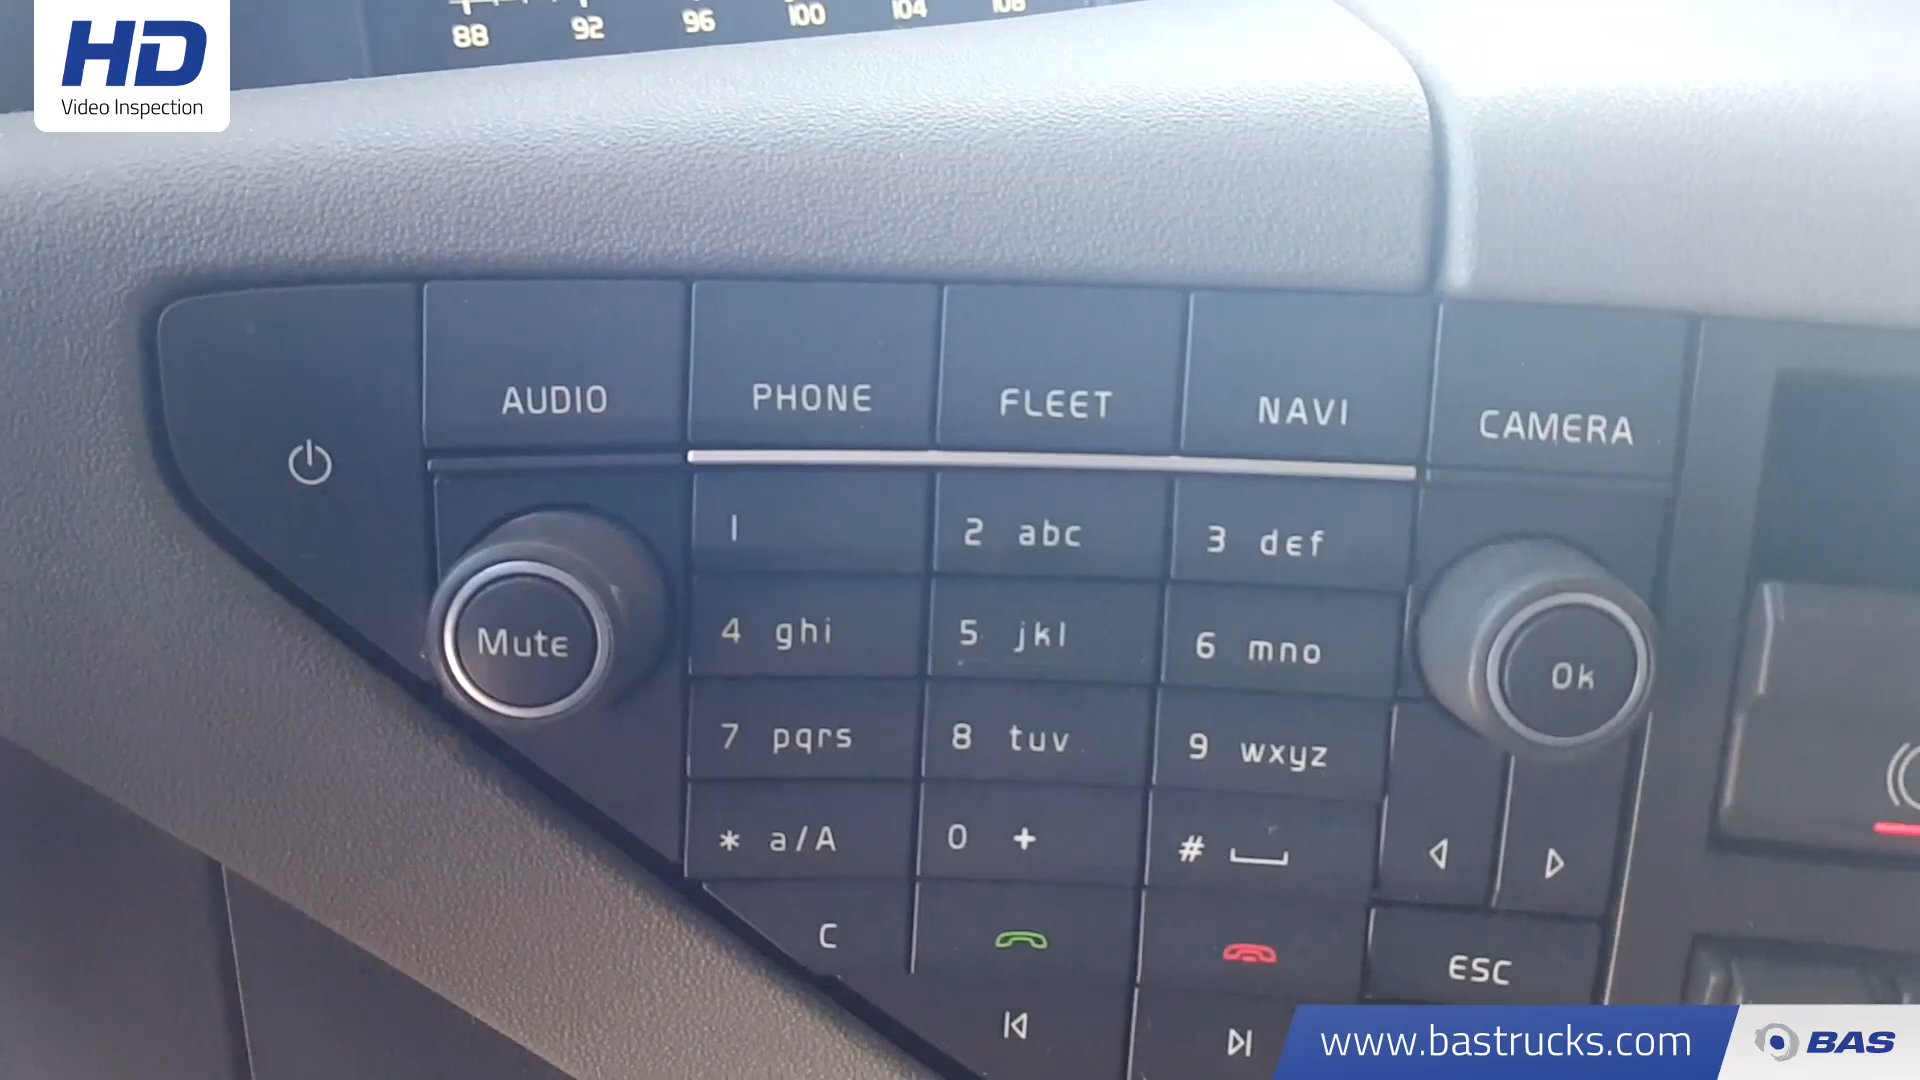 88 92 96 100 104 108
HD
Video Inspection
AUDIO PHONE FLEET NAVI CAMERA
1 2 abc 3 def
Mute 4 ghi 5 jkl 6 mno Ok
7 pqrs 8 tuv 9 wxyz
* a/A 0 + #
C
ESC
www.bastrucks.com BAS